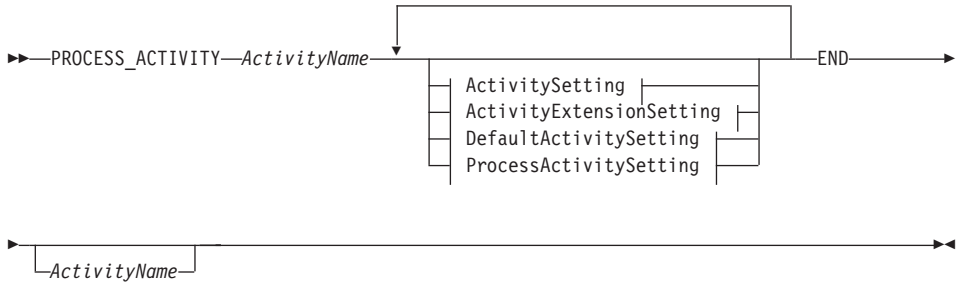 PROCESS_ACTIVITY ActivityName END
ActivitySetting
ActivityExtensionSetting
DefaultActivitySetting
ProcessActivitySetting
ActivityName